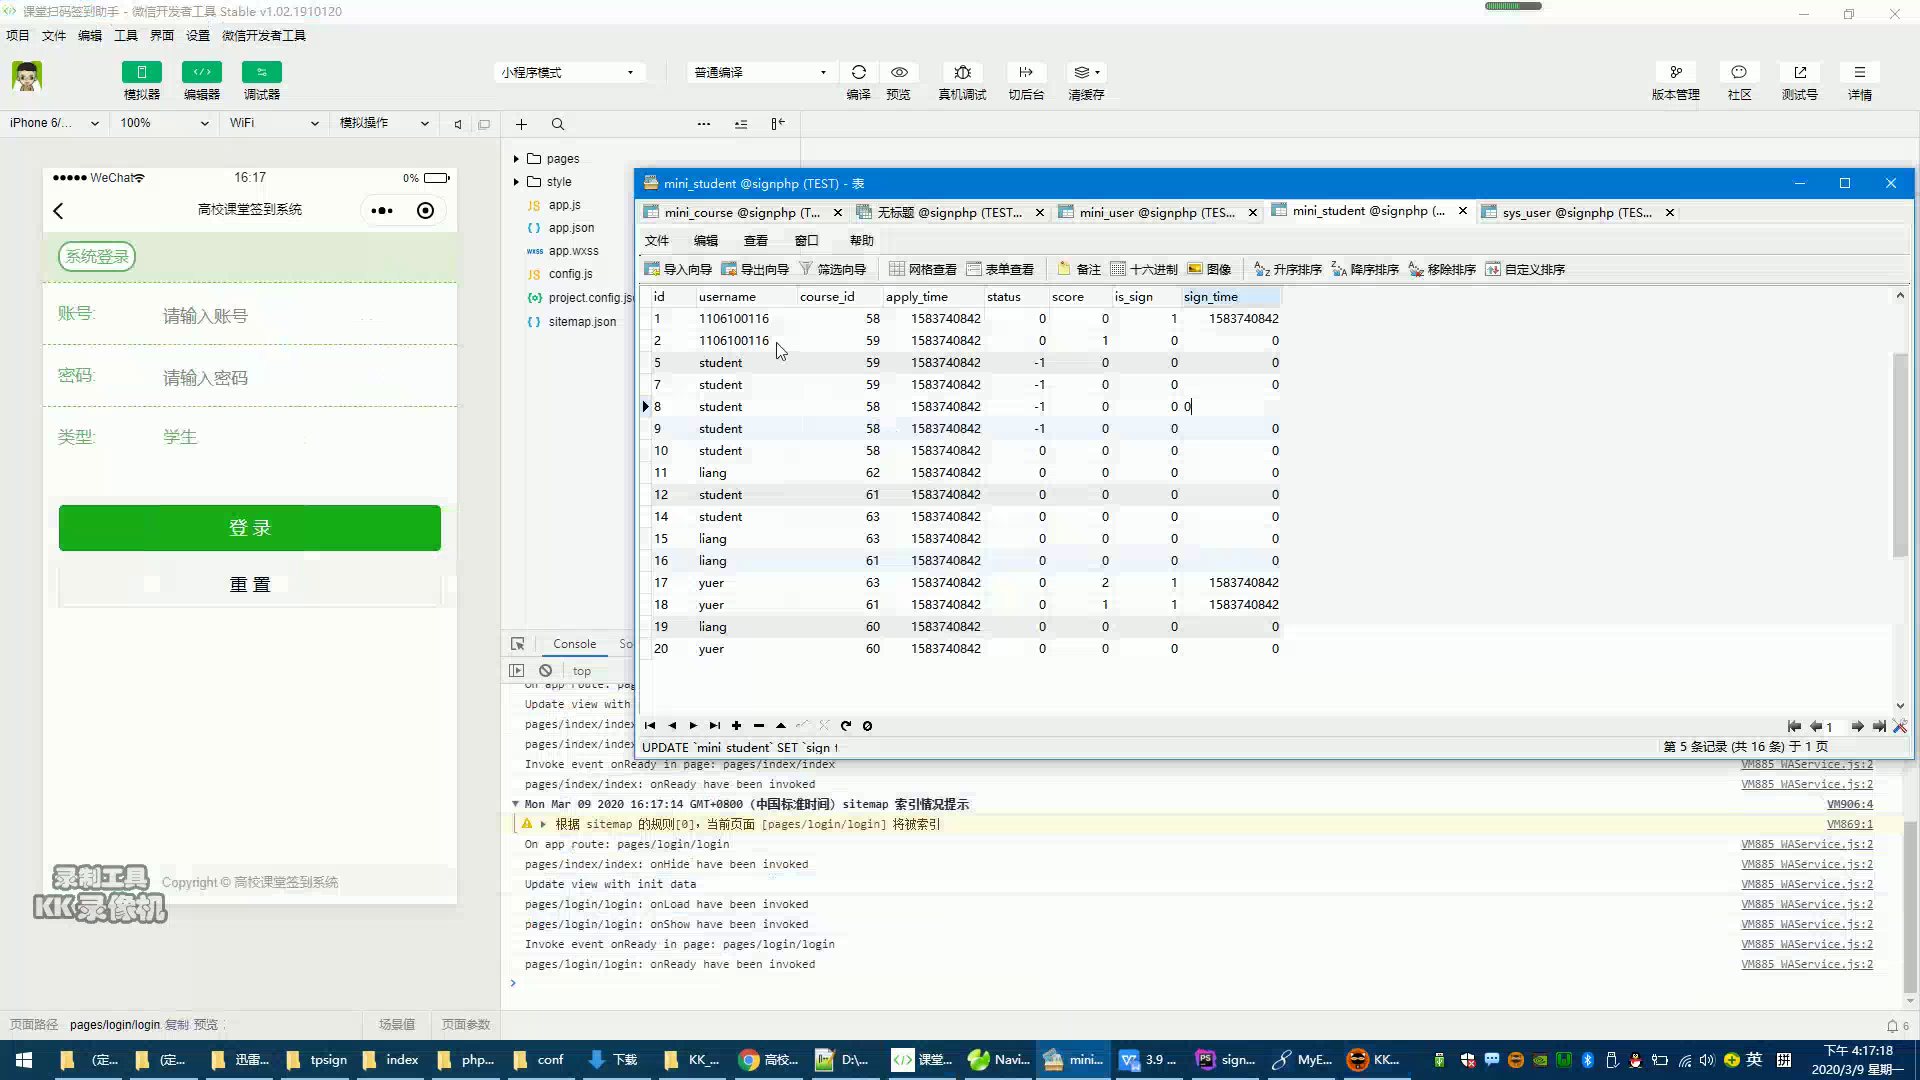 课堂扫码签到助手 - 微信开发者工具 Stable v1.02.1910120
项目 文件 编辑 工具 界面 设置 微信开发者工具
模拟器 编辑器 调试器
小程序模式 普通编译
编译 预览 真机调试 切后台 清缓存
版本管理 社区 测试号 详情
iPhone 6/... 100% WiFi 模拟操作
WeChat 16:17 0%
高校课堂签到系统
系统登录
账号: 请输入账号
密码: 请输入密码
类型: 学生
登 录
重 置
录制工具
KK录像机
Copyright © 高校课堂签到系统
pages
style
JS app.js
{ } app.json
wxss app.wxss
JS config.js
{o} project.config.js
{ } sitemap.json
mini_student @signphp (TEST) - 表
mini_course @signphp (T... 无标题 @signphp (TEST... mini_user @signphp (TES... mini_student @signphp (... sys_user @signphp (TES...
文件 编辑 查看 窗口 帮助
导入向导 导出向导 筛选向导 网格查看 表单查看 备注 十六进制 图像 升序排序 降序排序 移除排序 自定义排序
id username course_id apply_time status score is_sign sign_time
1 1106100116 58 1583740842 0 0 1 1583740842
2 1106100116 59 1583740842 0 1 0 0
5 student 59 1583740842 -1 0 0 0
7 student 59 1583740842 -1 0 0 0
8 student 58 1583740842 -1 0 0 0
9 student 58 1583740842 -1 0 0 0
10 student 58 1583740842 0 0 0 0
11 liang 62 1583740842 0 0 0 0
12 student 61 1583740842 0 0 0 0
14 student 63 1583740842 0 0 0 0
15 liang 63 1583740842 0 0 0 0
16 liang 61 1583740842 0 0 0 0
17 yuer 63 1583740842 0 2 1 1583740842
18 yuer 61 1583740842 0 1 1 1583740842
19 liang 60 1583740842 0 0 0 0
20 yuer 60 1583740842 0 0 0 0
1
UPDATE `mini_student` SET `sign_t
第 5 条记录 (共 16 条) 于 1 页
Console So
top
On app route: pag
Update view with
pages/index/index
pages/index/index
Invoke event onReady in page: pages/index/index VM885 WAService.js:2
pages/index/index: onReady have been invoked VM885 WAService.js:2
Mon Mar 09 2020 16:17:14 GMT+0800 (中国标准时间) sitemap 索引情况提示 VM906:4
根据 sitemap 的规则[0], 当前页面 [pages/login/login] 将被索引 VM869:1
On app route: pages/login/login VM885 WAService.js:2
pages/index/index: onHide have been invoked VM885 WAService.js:2
Update view with init data VM885 WAService.js:2
pages/login/login: onLoad have been invoked VM885 WAService.js:2
pages/login/login: onShow have been invoked VM885 WAService.js:2
Invoke event onReady in page: pages/login/login VM885 WAService.js:2
pages/login/login: onReady have been invoked VM885 WAService.js:2
页面路径 pages/login/login 复制 预览 场景值 页面参数 6
(定... (定... 迅雷... tpsign index php... conf 下载 KK_... 高校... D:\... 课堂... Navi... mini... 3.9 ... sign... MyE... KK... 英
下午 4:17:18
2020/3/9 星期一